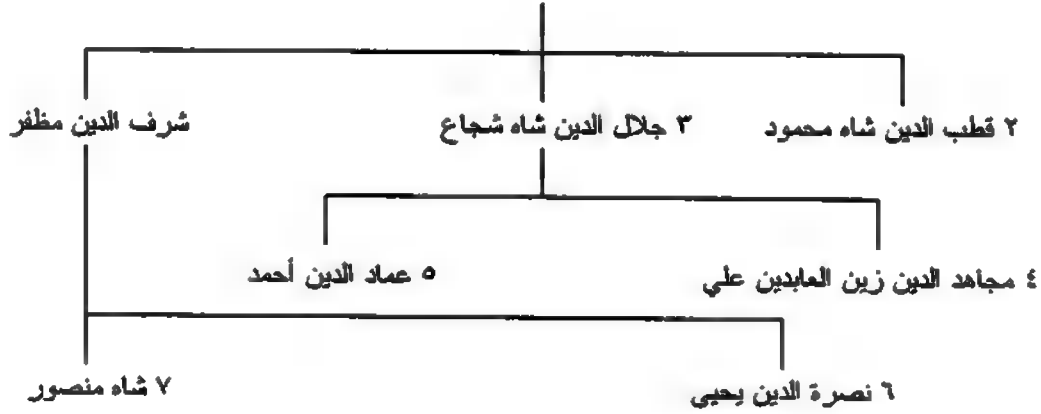 ٢ قطب الدين شاه محمود
٣ جلال الدين شاه شجاع
شرف الدين مظفر
٤ مجاهد الدين زين العابدين علي
٥ عماد الدين أحمد
٦ نصرة الدين يحيي
٧ شاه منصور